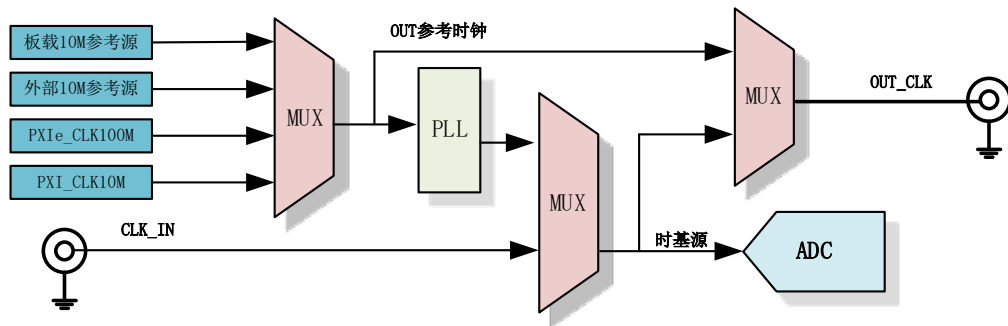 板载10M参考源
外部10M参考源
PXIe_CLK100M
PXI_CLK10M
MUX
OUT参考时钟
PLL
MUX
MUX
OUT_CLK
CLK_IN
时基源
ADC